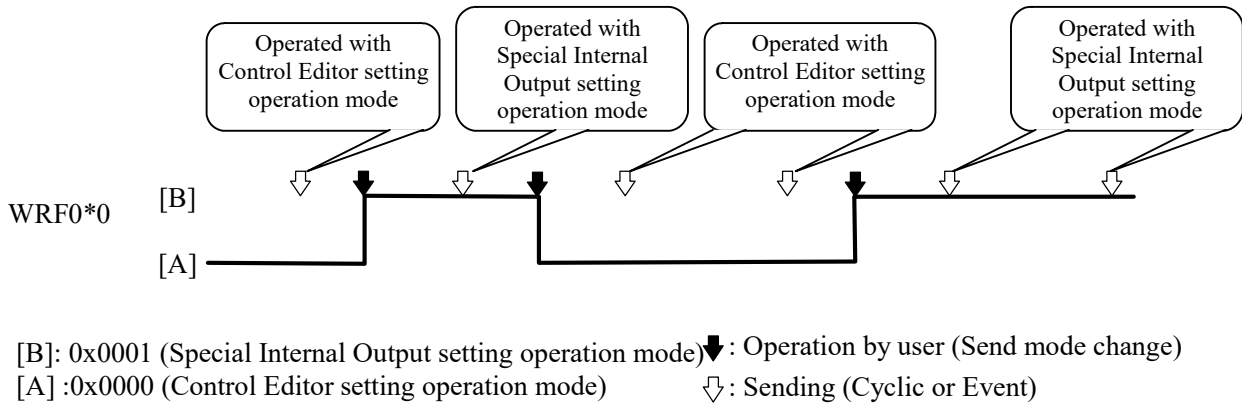 Operated with
Control Editor setting
operation mode
Operated with
Special Internal
Output setting
operation mode
Operated with
Control Editor setting
operation mode
Operated with
Special Internal
Output setting
operation mode
WRF0*0
[B]
[A]
[B]: 0x0001 (Special Internal Output setting operation mode)
: Operation by user (Send mode change)
[A] :0x0000 (Control Editor setting operation mode)
: Sending (Cyclic or Event)